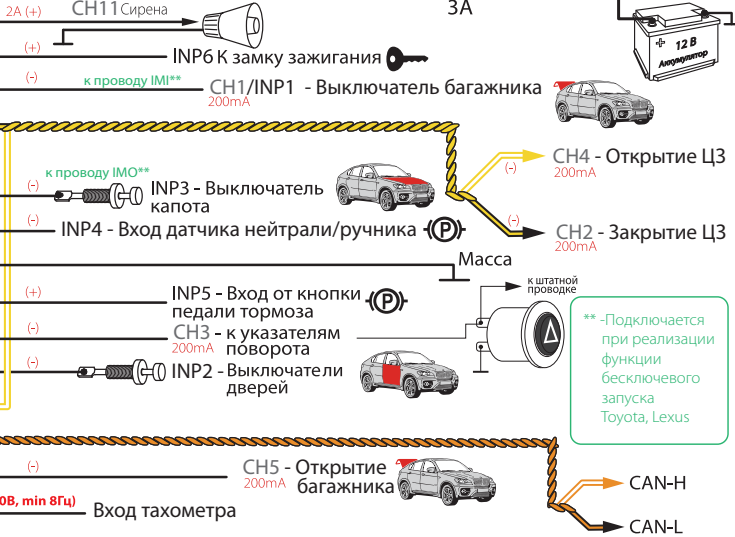 3А
2А (+) CH11 Сирена
12 В
Аккумулятор
(+) INP6 К замку зажигания
(-) к проводу IMI** CH1/INP1 - Выключатель багажника
200mA
CH4 - Открытие ЦЗ
(-) 200mA
к проводу IMO**
(-) INP3 - Выключатель
капота
(-) INP4 - Вход датчика нейтрали/ручника (P)
(-) CH2 - Закрытие ЦЗ
200mA
Масса
к штатной
проводке
(+) INP5 - Вход от кнопки (P)
педали тормоза
(-) CH3 - к указателям
200mA поворота
(-) INP2 - Выключатели
дверей
** -Подключается
при реализации
функции
бесключевого
запуска
Toyota, Lexus
(-) CH5 - Открытие
200mA багажника
CAN-H
0В, min 8Гц)
Вход тахометра
CAN-L